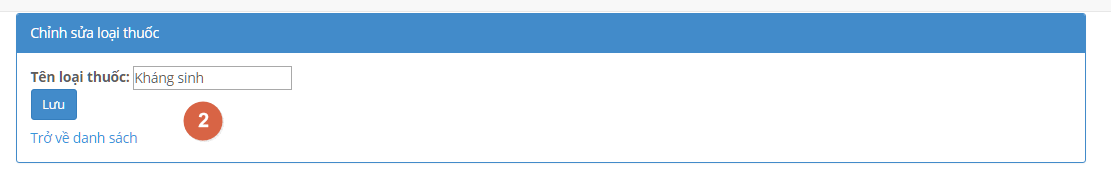 Chỉnh sửa loại thuốc
Tên loại thuốc: Kháng sinh
Lưu
2
Trở về danh sách